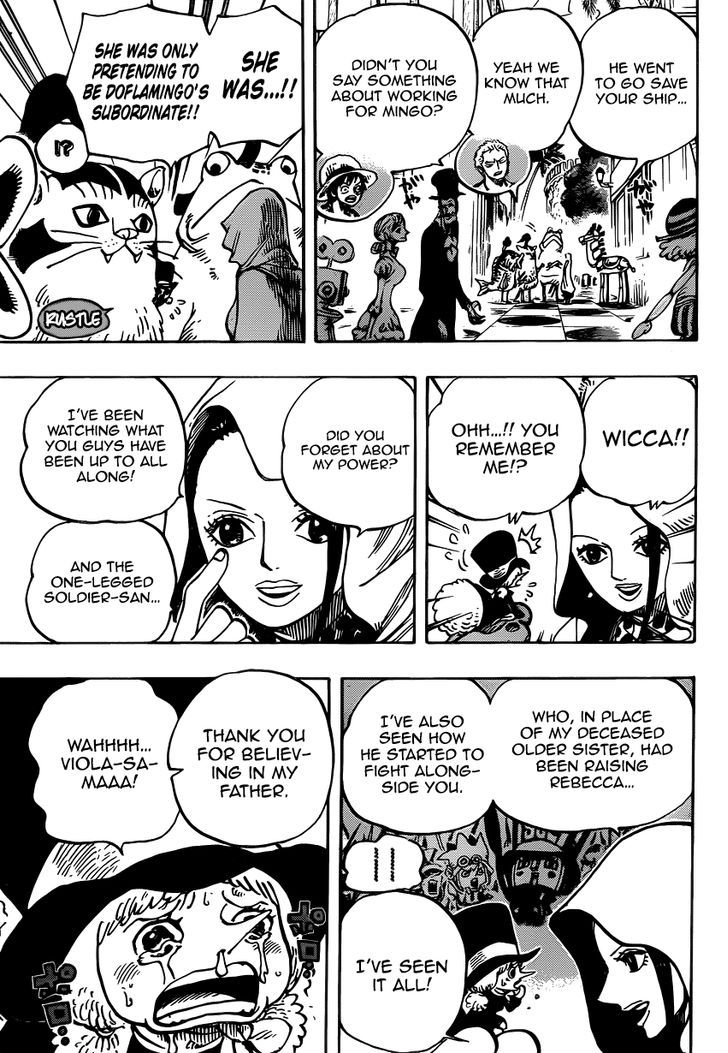 HE WENT
TO GO SAVE
YOUR SHIP...
YEAH WE
KNOW THAT
MUCH.
DIDN'T YOU
SAY SOMETHING
ABOUT WORKING
FOR MINGO?
SHE
WAS...!!
SHE WAS ONLY
PRETENDING TO
BE DOFLAMINGO'S
SUBORDINATE!!
!?
RUSTLE
WICCA!!
OHH...!! YOU
REMEMBER
ME!?
DID YOU
FORGET ABOUT
MY POWER?
I'VE BEEN
WATCHING WHAT
YOU GUYS HAVE
BEEN UP TO ALL
ALONG!
AND THE
ONE-LEGGED
SOLDIER-SAN...
WHO, IN PLACE
OF MY DECEASED
OLDER SISTER, HAD
BEEN RAISING
REBECCA...
I'VE ALSO
SEEN HOW
HE STARTED TO
FIGHT ALONG-
SIDE YOU.
!!
I'VE SEEN
IT ALL!
THANK YOU
FOR BELIEV-
ING IN MY
FATHER.
WAHHHH...
VIOLA-SA-
MAAA!
ポロ
ポロ